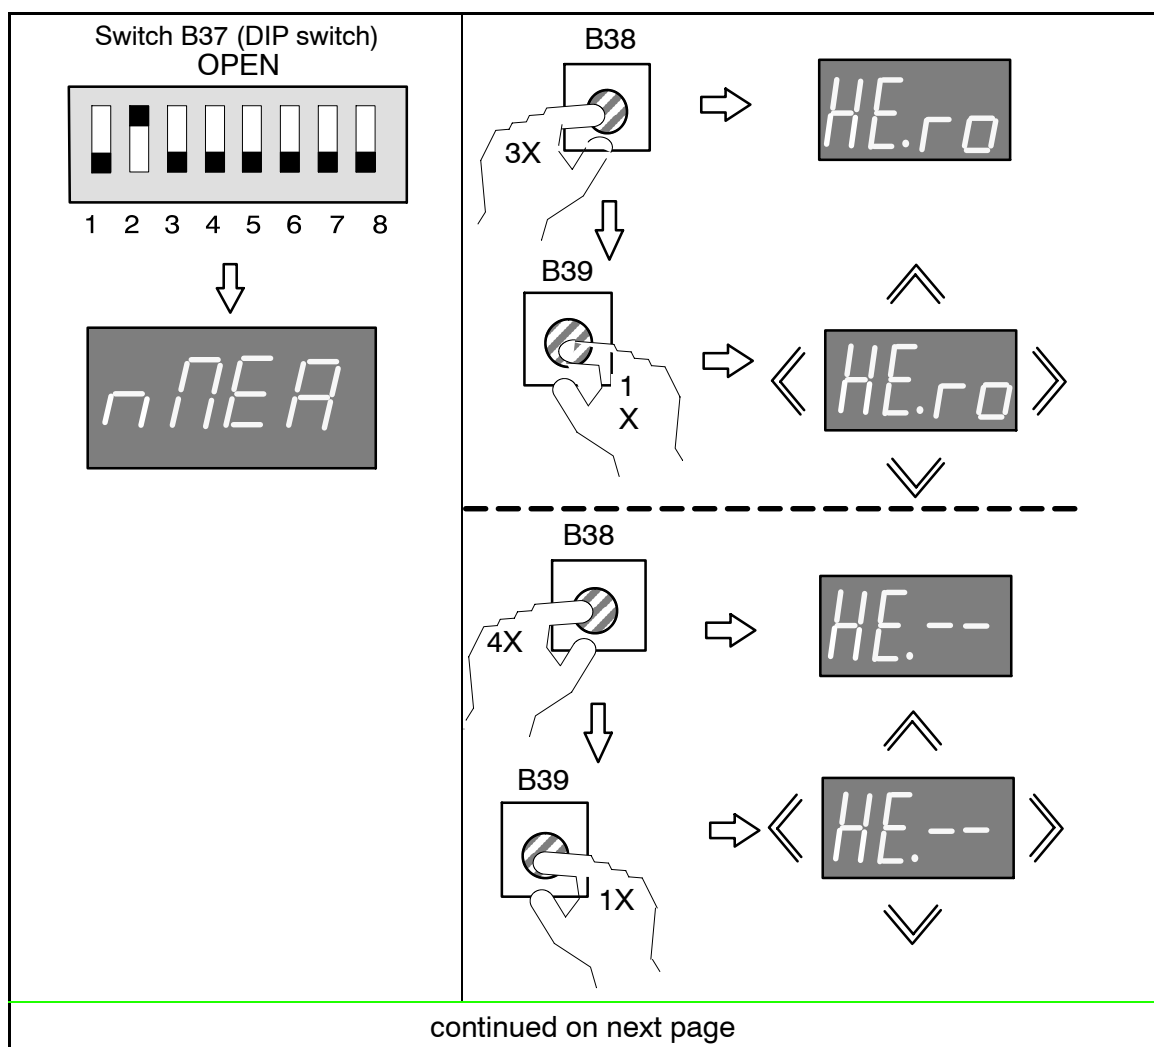 Switch B37 (DIP switch)
OPEN
1 2 3 4 5 6 7 8
nMEA
B38
3X
HE.ro
B39
1
X
HE.ro
B38
4X
HE.--
B39
1X
HE.--
continued on next page